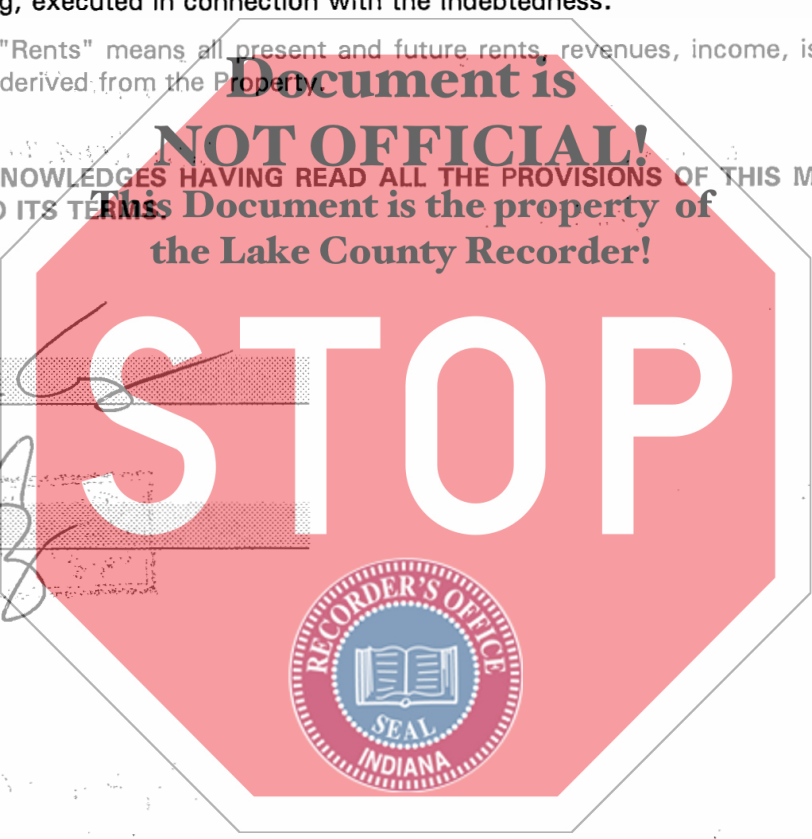 g, executed in connection with the Indebtedness.
"Rents" means all present and future rents, revenues, income, is
derived from the Property.
Document is
NOT OFFICIAL!
NOWLEDGES HAVING READ ALL THE PROVISIONS OF THIS M
ITS TERMS.
This Document is the property of
the Lake County Recorder!
STOP
RECORDER'S OFFICE
SEAL
INDIANA